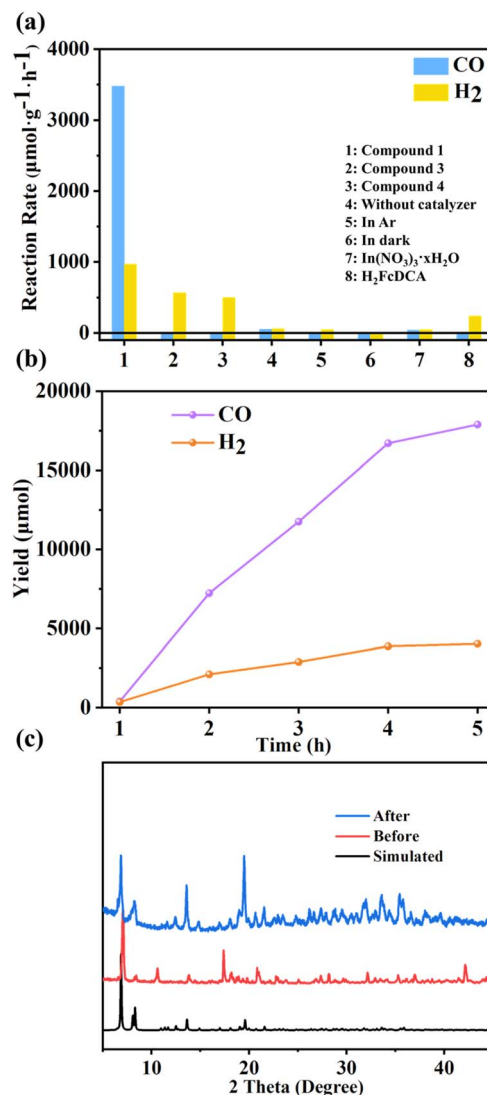 (a)
4000
3000
2000
1000
0
Reaction Rate (μmol·g⁻¹·h⁻¹)
CO
H2
1: Compound 1
2: Compound 3
3: Compound 4
4: Without catalyzer
5: In Ar
6: In dark
7: In(NO3)3·xH2O
8: H2FcDCA
1 2 3 4 5 6 7 8
(b)
20000
15000
10000
5000
0
Yield (μmol)
CO
H2
1 2 3 4 5
Time (h)
(c)
After
Before
Simulated
10 20 30 40
2 Theta (Degree)